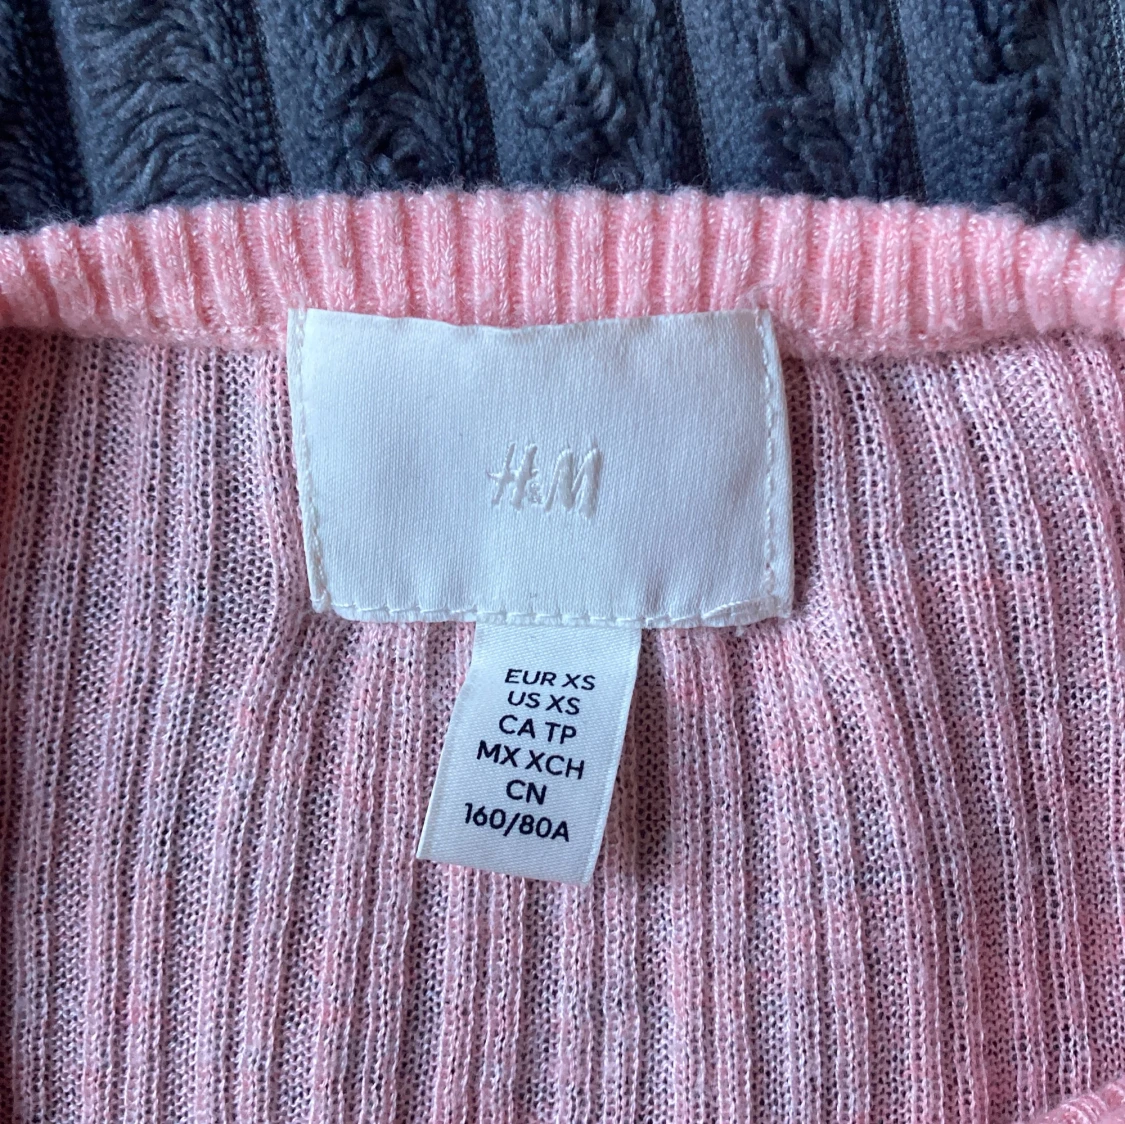 H&M
EUR XS
US XS
CA TP
MX XCH
CN
160/80A